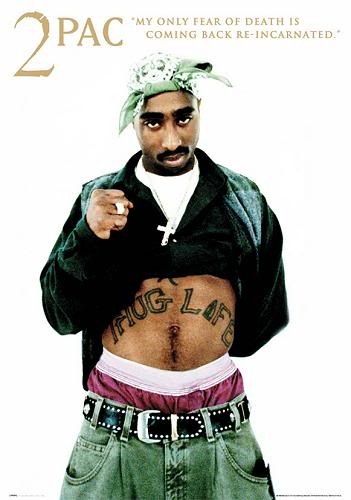 2PAC
"MY ONLY FEAR OF DEATH IS
COMING BACK RE-INCARNATED."
THUG LIFE